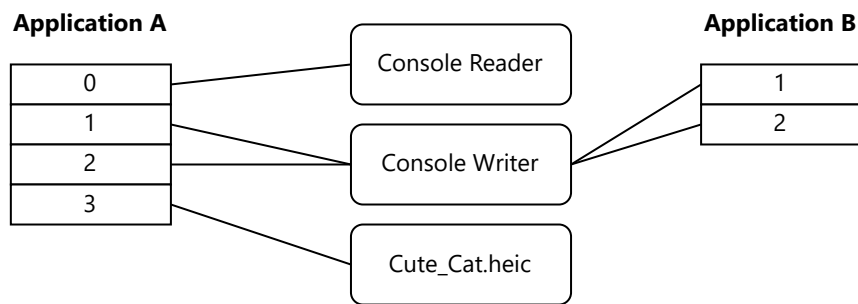 Application A
Application B
0
1
2
3
Console Reader
Console Writer
Cute_Cat.heic
1
2